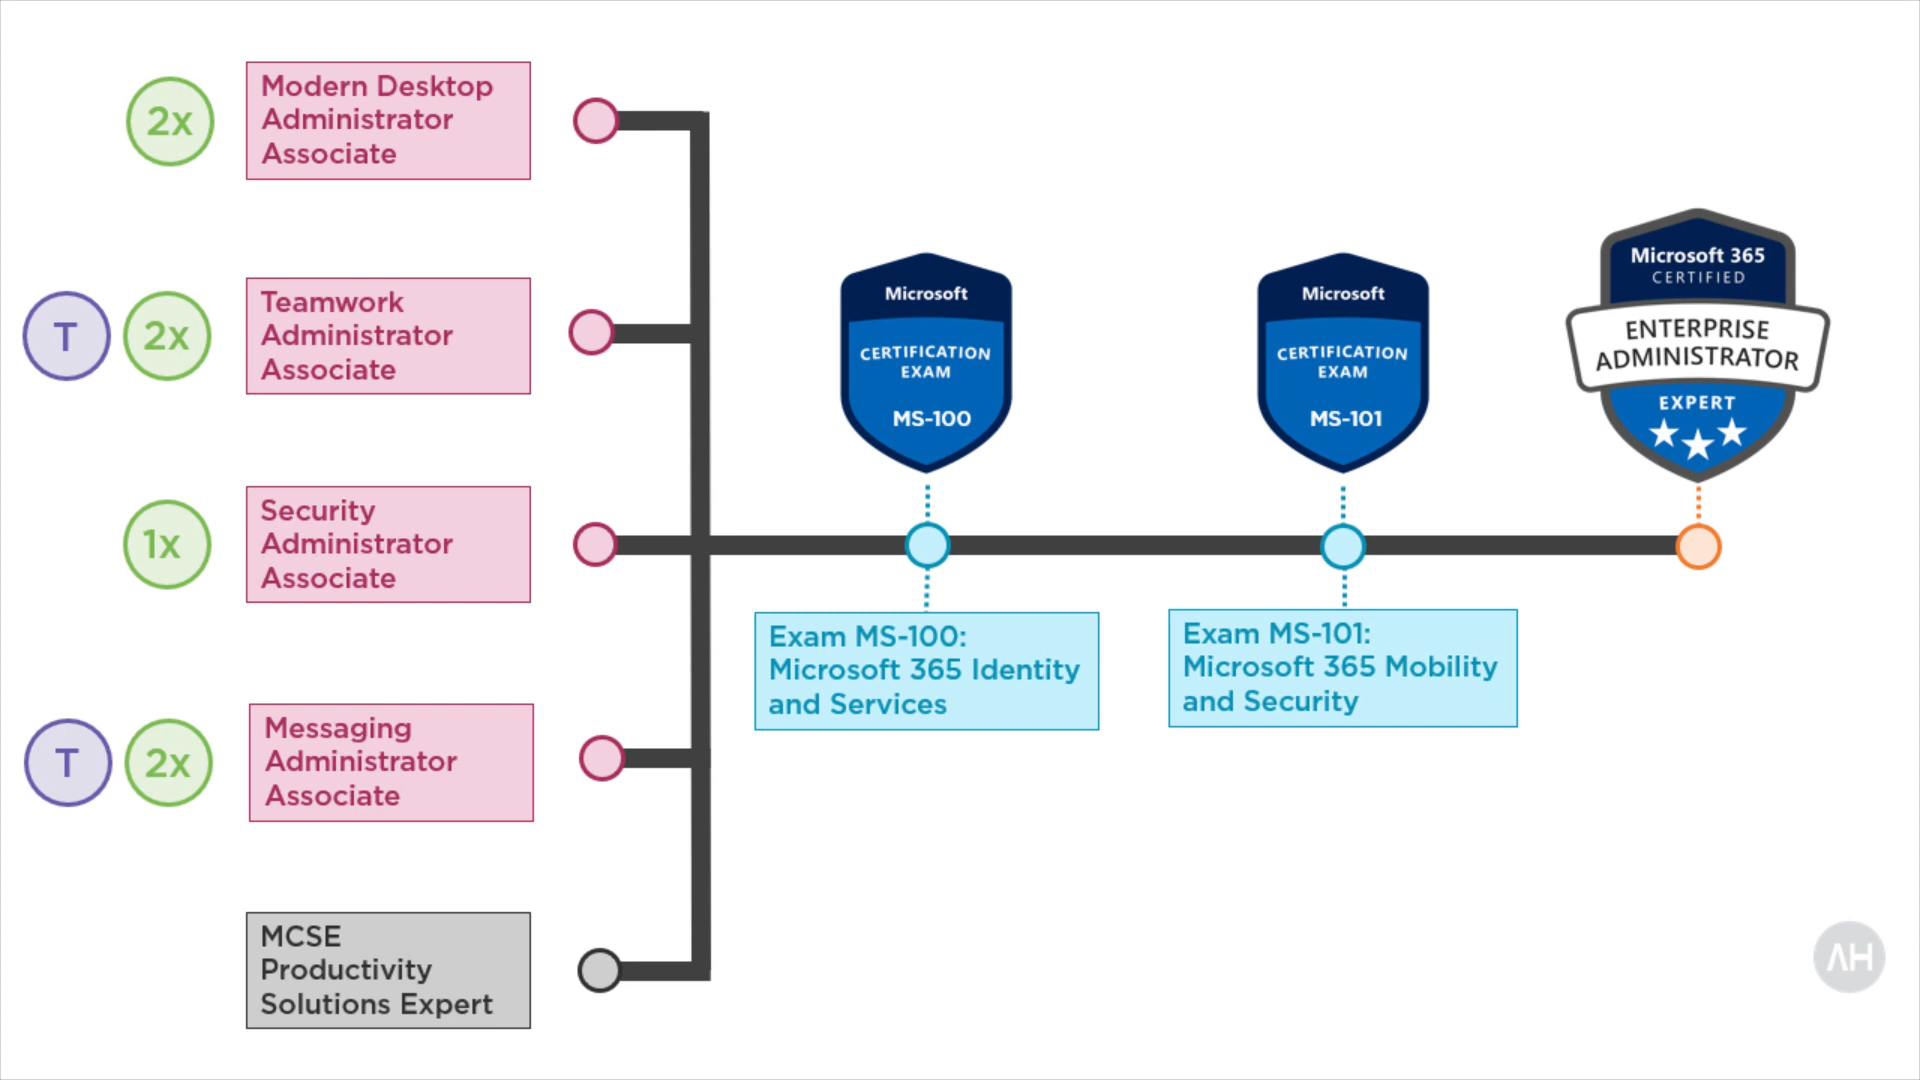 2x
Modern Desktop
Administrator
Associate
T
2x
Teamwork
Administrator
Associate
1x
Security
Administrator
Associate
T
2x
Messaging
Administrator
Associate
MCSE
Productivity
Solutions Expert
Microsoft
CERTIFICATION
EXAM
MS-100
Exam MS-100:
Microsoft 365 Identity
and Services
Microsoft
CERTIFICATION
EXAM
MS-101
Exam MS-101:
Microsoft 365 Mobility
and Security
Microsoft 365
CERTIFIED
ENTERPRISE
ADMINISTRATOR
EXPERT
AH